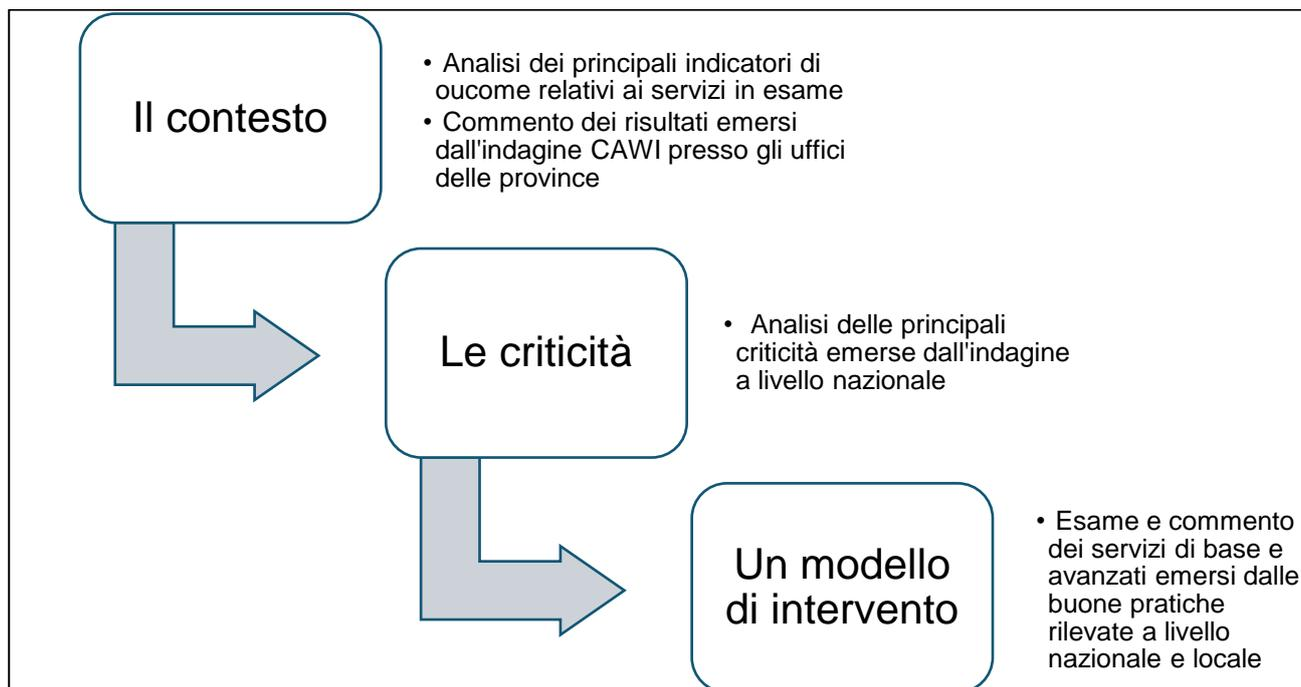 Il contesto
• Analisi dei principali indicatori di
oucome relativi ai servizi in esame
• Commento dei risultati emersi
dall'indagine CAWI presso gli uffici
delle province
Le criticità
• Analisi delle principali
criticità emerse dall'indagine
a livello nazionale
Un modello
di intervento
• Esame e commento
dei servizi di base e
avanzati emersi dalle
buone pratiche
rilevate a livello
nazionale e locale